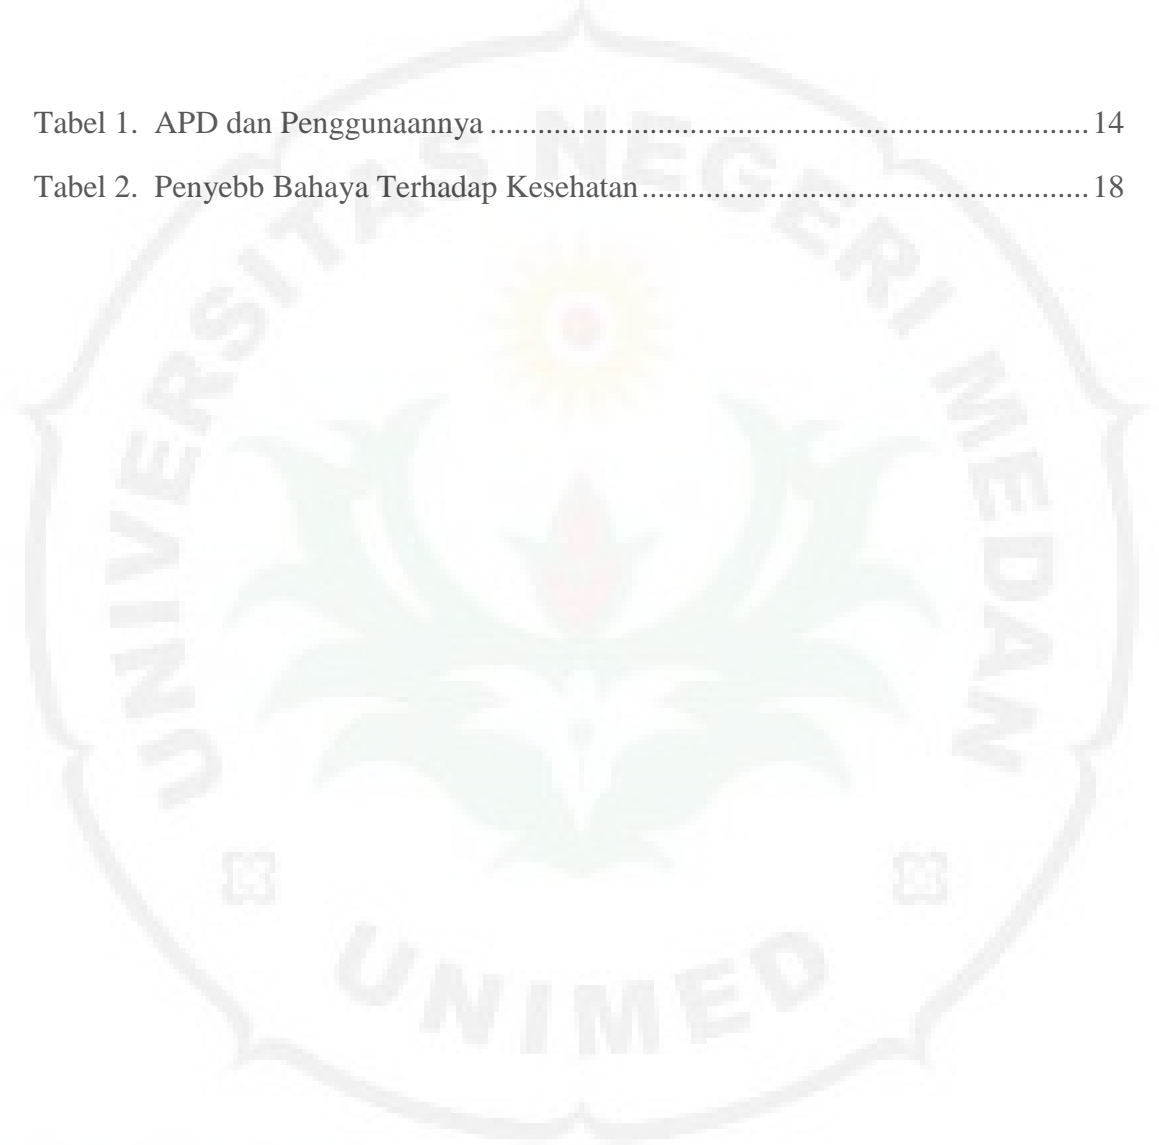 Tabel 1. APD dan Penggunaannya ........................................................................... 14
Tabel 2. Penyebb Bahaya Terhadap Kesehatan ........................................................ 18
UNIVERSITAS NEGERI MEDAN
UNIMED